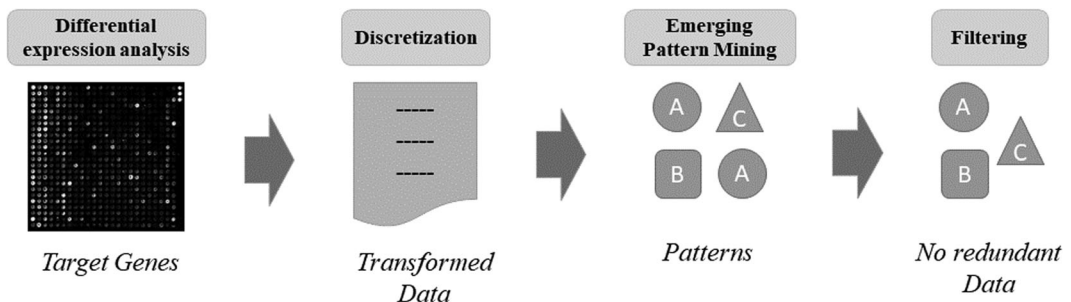 Differential
expression analysis
Discretization
Emerging
Pattern Mining
Filtering
A
C
B
A
A
C
B
Target Genes
Transformed
Data
Patterns
No redundant
Data